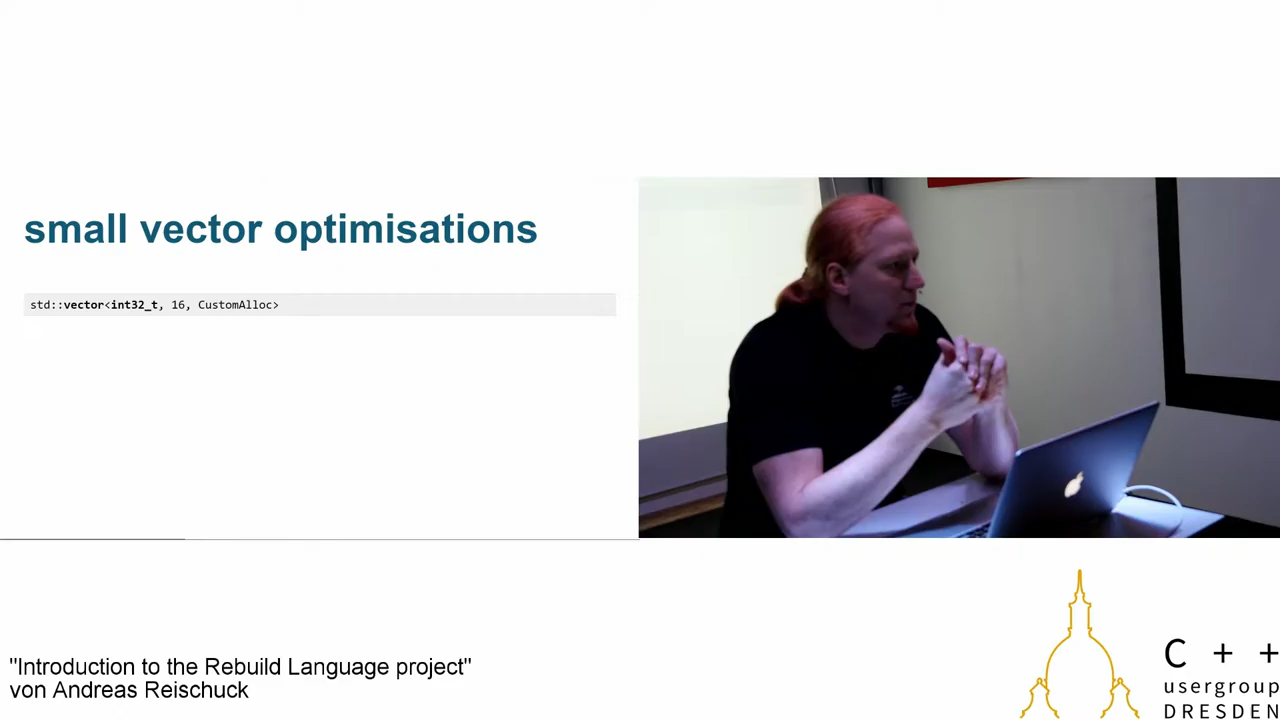 small vector optimisations
std::vector<int32_t, 16, CustomAlloc>
"Introduction to the Rebuild Language project"
von Andreas Reischuck
C + +
usergroup
DRESDEN